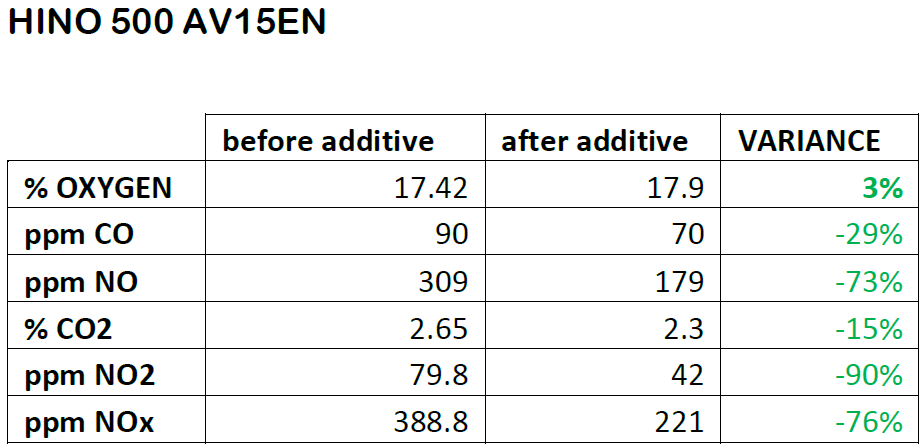 HINO 500 AV15EN
before additive after additive VARIANCE
% OXYGEN 17.42 17.9 3%
ppm CO 90 70 -29%
ppm NO 309 179 -73%
% CO2 2.65 2.3 -15%
ppm NO2 79.8 42 -90%
ppm NOx 388.8 221 -76%